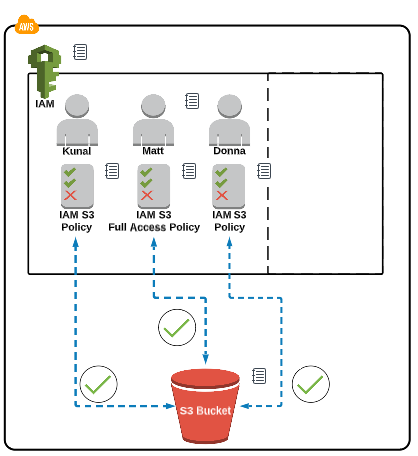 AWS
IAM
Kunal
Matt
Donna
IAM S3
Policy
IAM S3
Full Access Policy
IAM S3
Policy
S3 Bucket